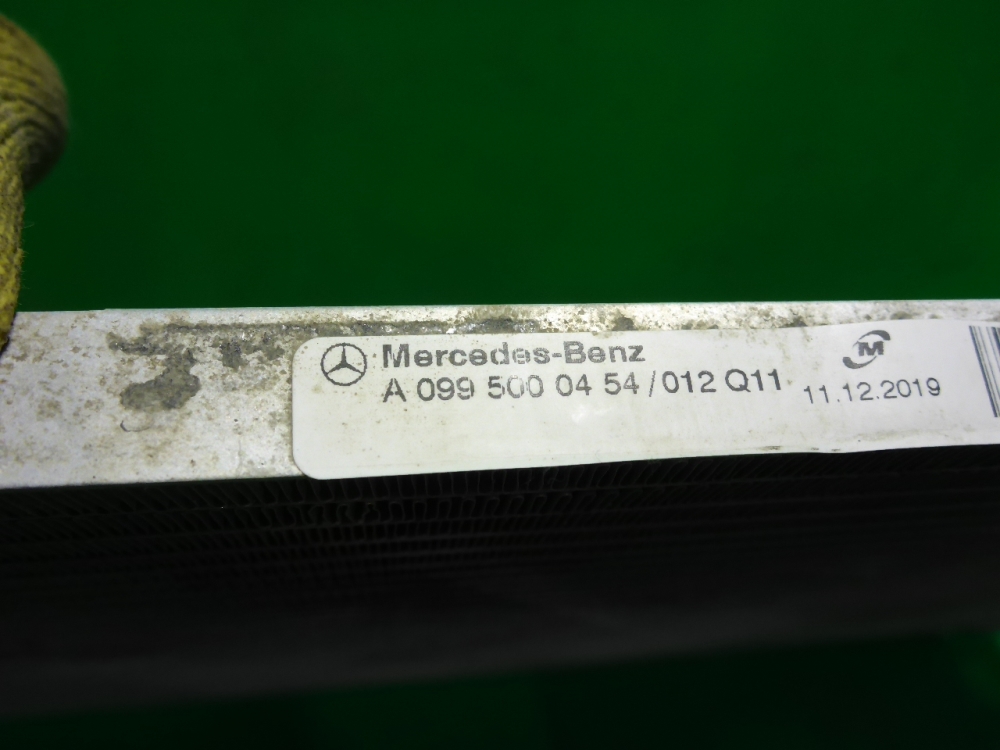 Mercedes-Benz
A 099 500 04 54 / 012 Q11
M
11.12.2019